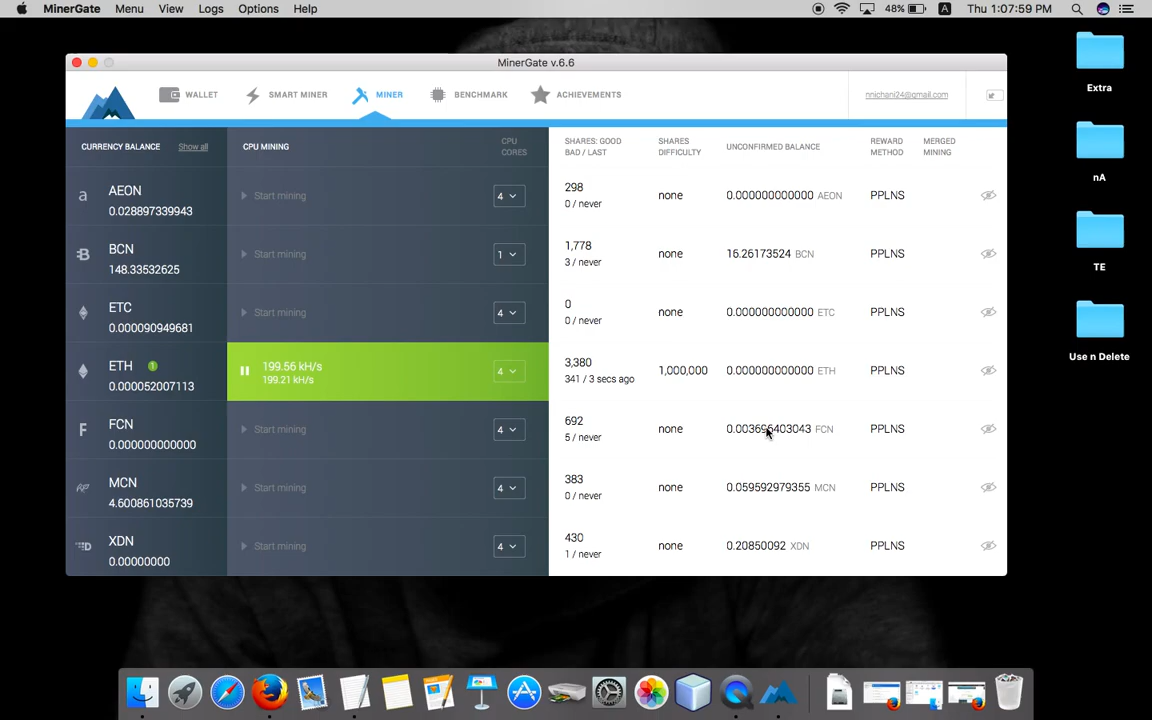 MinerGate Menu View Logs Options Help 48% A Thu 1:07:59 PM
MinerGate v.6.6
WALLET SMART MINER MINER BENCHMARK ACHIEVEMENTS nnichani24@gmail.com
CURRENCY BALANCE Show all CPU MINING CPU CORES SHARES: GOOD BAD / LAST SHARES DIFFICULTY UNCONFIRMED BALANCE REWARD METHOD MERGED MINING
AEON
0.028897339943
Start mining 4
298
0 / never
none 0.000000000000 AEON PPLNS
BCN
148.33532625
Start mining 1
1,778
3 / never
none 16.26173524 BCN PPLNS
ETC
0.000090949681
Start mining 4
0
0 / never
none 0.000000000000 ETC PPLNS
ETH 1
0.000052007113
199.56 kH/s
199.21 kH/s
4
3,380
341 / 3 secs ago
1,000,000 0.000000000000 ETH PPLNS
FCN
0.000000000000
Start mining 4
692
5 / never
none 0.003696403043 FCN PPLNS
MCN
4.600861035739
Start mining 4
383
0 / never
none 0.059592979355 MCN PPLNS
XDN
0.00000000
Start mining 4
430
1 / never
none 0.20850092 XDN PPLNS
Extra
nA
TE
Use n Delete